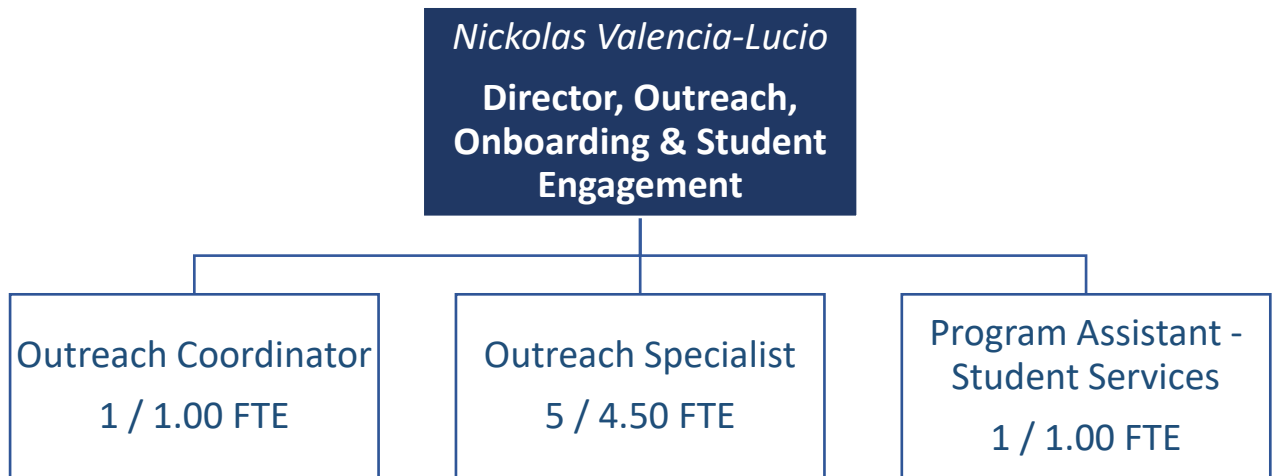 Nickolas Valencia-Lucio
Director, Outreach,
Onboarding & Student
Engagement
Outreach Coordinator
1 / 1.00 FTE
Outreach Specialist
5 / 4.50 FTE
Program Assistant -
Student Services
1 / 1.00 FTE